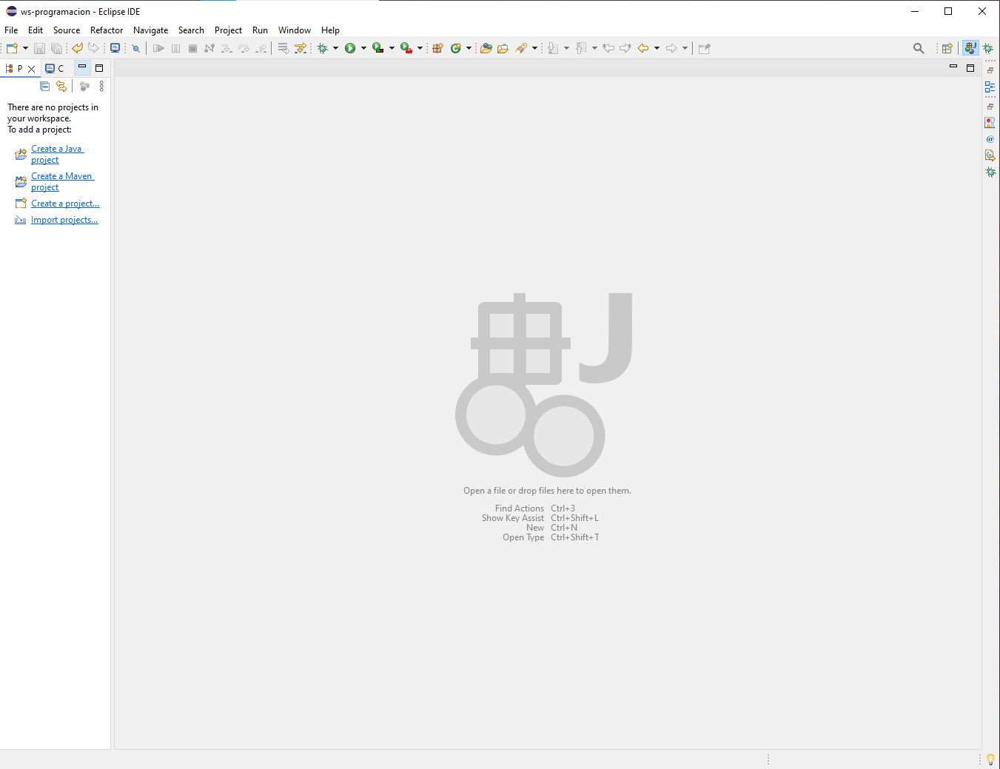 ws-programacion - Eclipse IDE
File Edit Source Refactor Navigate Search Project Run Window Help
P C
There are no projects in
your workspace.
To add a project:
Create a Java
project
Create a Maven
project
Create a project...
Import projects...
J
Open a file or drop files here to open them.
Find Actions Ctrl+3
Show Key Assist Ctrl+Shift+L
New Ctrl+N
Open Type Ctrl+Shift+T